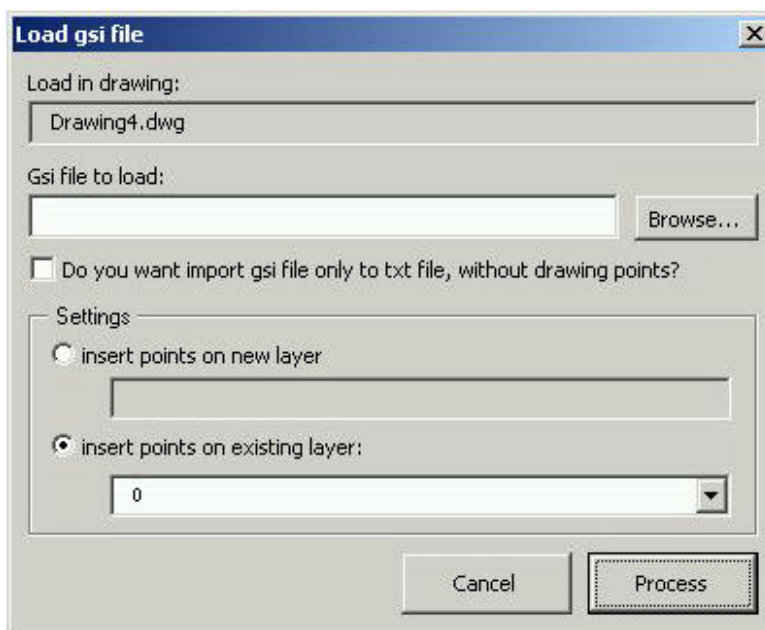 Load gsi file
Load in drawing:
Drawing4.dwg
Gsi file to load:
Browse...
Do you want import gsi file only to txt file, without drawing points?
Settings
insert points on new layer
insert points on existing layer:
0
Cancel Process